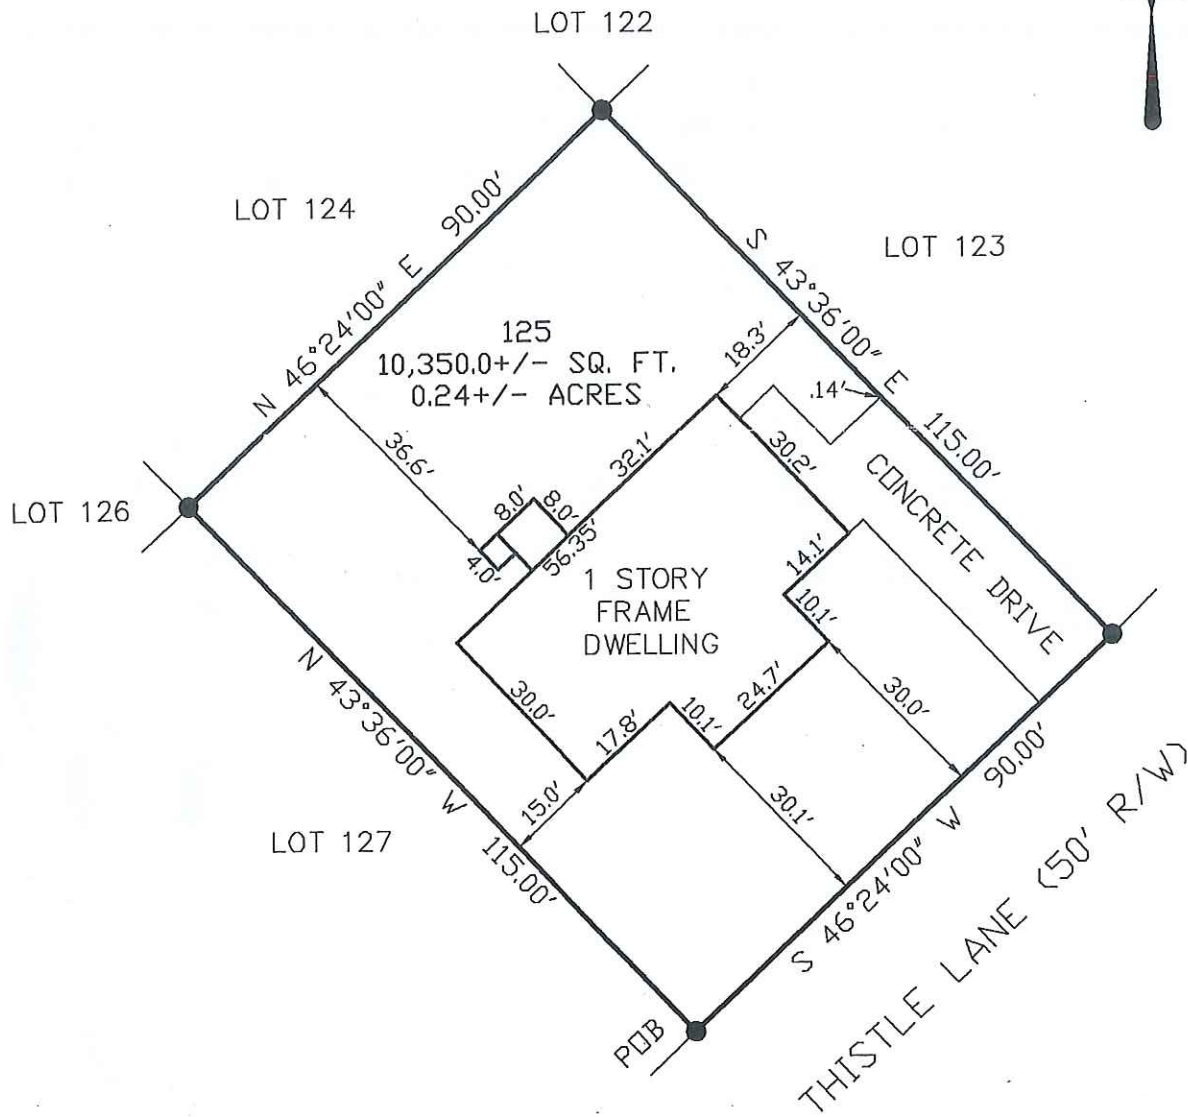 LOT 122
LOT 124
N 46°24'00" E 90.00'
LOT 123
S 43°36'00" E 115.00'
125
10,350.0+/- SQ. FT.
0.24+/- ACRES
18.3'
.14'
36.6'
32.1'
30.2'
CONCRETE DRIVE
LOT 126
8.0'
8.0'
4.0'
56.35'
14.1'
10.1'
1 STORY
FRAME
DWELLING
30.0'
17.8'
10.1'
24.7'
30.0'
N 43°36'00" W 115.00'
15.0'
30.1'
S 46°24'00" W 90.00'
LOT 127
THISTLE LANE (50' R/W)
POB